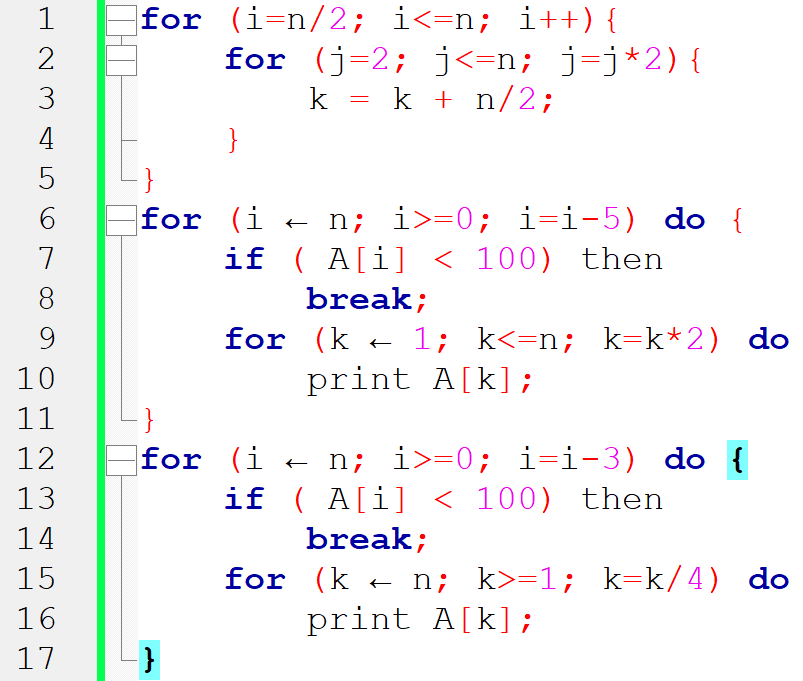 1 for (i=n/2; i<=n; i++){
2 for (j=2; j<=n; j=j*2){
3 k = k + n/2;
4 }
5 }
6 for (i ← n; i>=0; i=i-5) do {
7 if ( A[i] < 100) then
8 break;
9 for (k ← 1; k<=n; k=k*2) do
10 print A[k];
11 }
12 for (i ← n; i>=0; i=i-3) do {
13 if ( A[i] < 100) then
14 break;
15 for (k ← n; k>=1; k=k/4) do
16 print A[k];
17 }